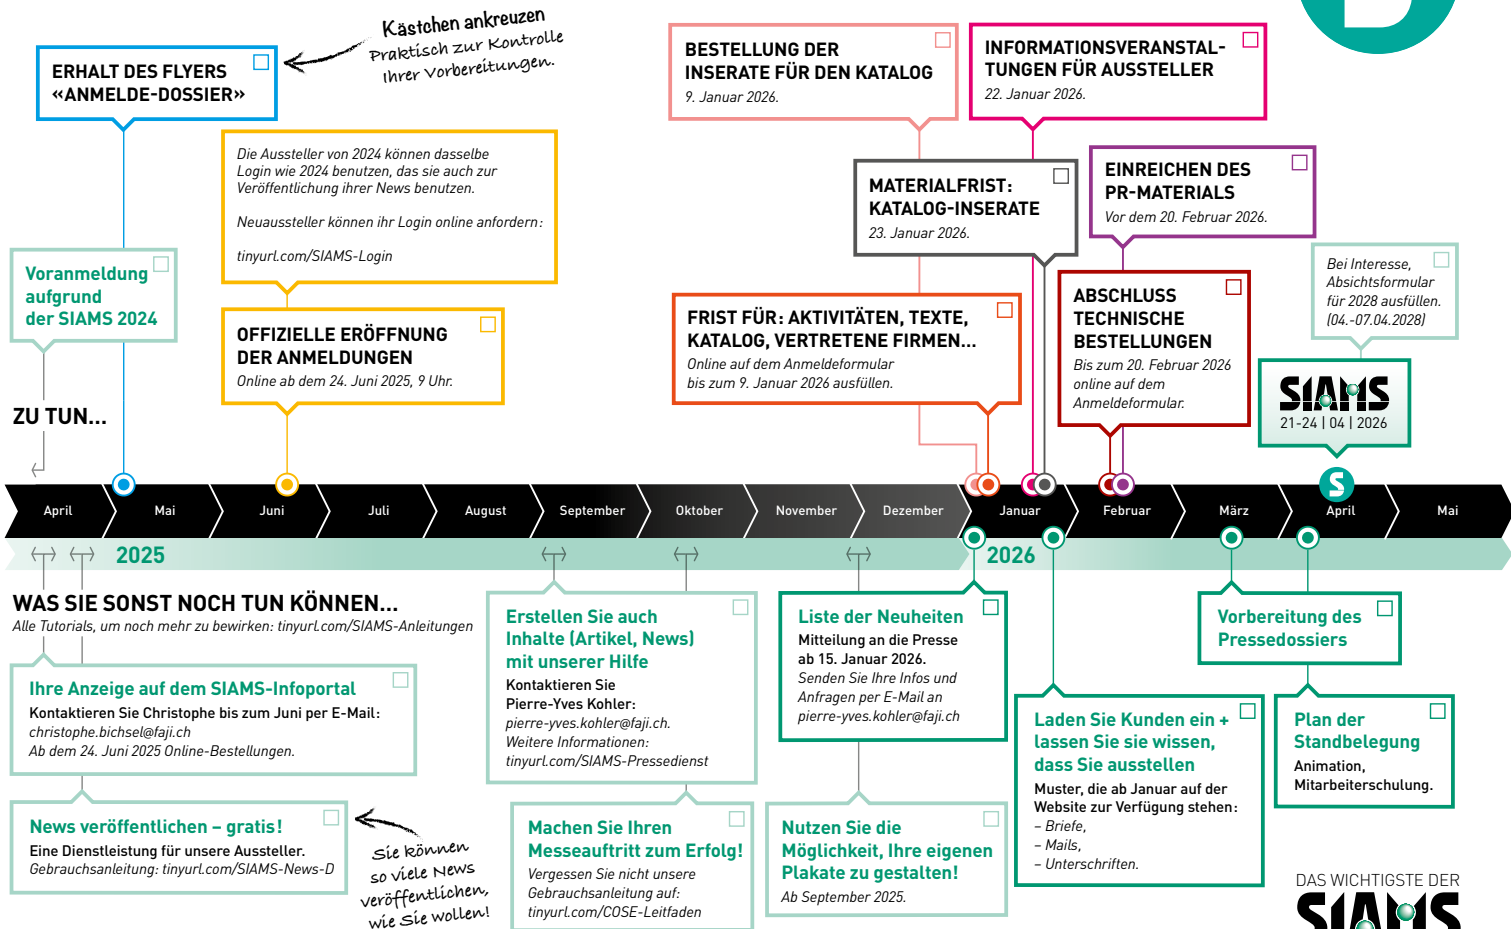 Kästchen ankreuzen
Praktisch zur Kontrolle
Ihrer Vorbereitungen.
ERHALT DES FLYERS
«ANMELDE-DOSSIER»
BESTELLUNG DER
INSERATE FÜR DEN KATALOG
9. Januar 2026.
INFORMATIONSVERANSTAL-
TUNGEN FÜR AUSSTELLER
22. Januar 2026.
Die Aussteller von 2024 können dasselbe
Login wie 2024 benutzen, das sie auch zur
Veröffentlichung ihrer News benutzen.
Neuaussteller können ihr Login online anfordern:
tinyurl.com/SIAMS-Login
MATERIALFRIST:
KATALOG-INSERATE
23. Januar 2026.
EINREICHEN DES
PR-MATERIALS
Vor dem 20. Februar 2026.
Voranmeldung
aufgrund
der SIAMS 2024
OFFIZIELLE ERÖFFNUNG
DER ANMELDUNGEN
Online ab dem 24. Juni 2025, 9 Uhr.
FRIST FÜR: AKTIVITÄTEN, TEXTE,
KATALOG, VERTRETENE FIRMEN...
Online auf dem Anmeldeformular
bis zum 9. Januar 2026 ausfüllen.
ABSCHLUSS
TECHNISCHE
BESTELLUNGEN
Bis zum 20. Februar 2026
online auf dem
Anmeldeformular.
Bei Interesse,
Absichtsformular
für 2028 ausfüllen.
(04.-07.04.2028)
SIAMS
21-24 | 04 | 2026
ZU TUN...
S
April Mai Juni Juli August September Oktober November Dezember Januar Februar März April Mai
2025 2026
WAS SIE SONST NOCH TUN KÖNNEN...
Alle Tutorials, um noch mehr zu bewirken: tinyurl.com/SIAMS-Anleitungen
Ihre Anzeige auf dem SIAMS-Infoportal
Kontaktieren Sie Christophe bis zum Juni per E-Mail:
christophe.bichsel@faji.ch
Ab dem 24. Juni 2025 Online-Bestellungen.
News veröffentlichen – gratis!
Eine Dienstleistung für unsere Aussteller.
Gebrauchsanleitung: tinyurl.com/SIAMS-News-D
Sie können
so viele News
veröffentlichen,
wie Sie wollen!
Erstellen Sie auch
Inhalte (Artikel, News)
mit unserer Hilfe
Kontaktieren Sie
Pierre-Yves Kohler:
pierre-yves.kohler@faji.ch.
Weitere Informationen:
tinyurl.com/SIAMS-Pressedienst
Machen Sie Ihren
Messeauftritt zum Erfolg!
Vergessen Sie nicht unsere
Gebrauchsanleitung auf:
tinyurl.com/COSE-Leitfaden
Liste der Neuheiten
Mitteilung an die Presse
ab 15. Januar 2026.
Senden Sie Ihre Infos und
Anfragen per E-Mail an
pierre-yves.kohler@faji.ch
Nutzen Sie die
Möglichkeit, Ihre eigenen
Plakate zu gestalten!
Ab September 2025.
Laden Sie Kunden ein +
lassen Sie sie wissen,
dass Sie ausstellen
Muster, die ab Januar auf der
Website zur Verfügung stehen:
– Briefe,
– Mails,
– Unterschriften.
Vorbereitung des
Pressedossiers
Plan der
Standbelegung
Animation,
Mitarbeiterschulung.
DAS WICHTIGSTE DER
SIAMS